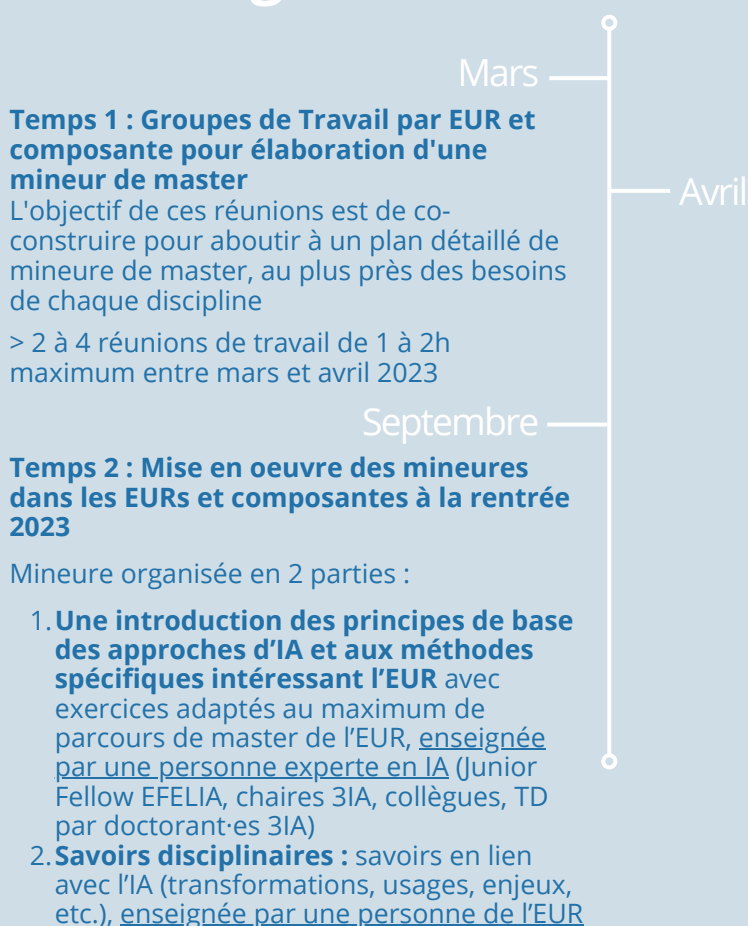 Mars
Temps 1 : Groupes de Travail par EUR et
composante pour élaboration d'une
mineur de master
Avril
L'objectif de ces réunions est de co-
construire pour aboutir à un plan détaillé de
mineure de master, au plus près des besoins
de chaque discipline
> 2 à 4 réunions de travail de 1 à 2h
maximum entre mars et avril 2023
Septembre
Temps 2 : Mise en oeuvre des mineures
dans les EURs et composantes à la rentrée
2023
Mineure organisée en 2 parties :
1. Une introduction des principes de base
des approches d’IA et aux méthodes
spécifiques intéressant l’EUR avec
exercices adaptés au maximum de
parcours de master de l’EUR, enseignée
par une personne experte en IA (Junior
Fellow EFELIA, chaires 3IA, collègues, TD
par doctorant·es 3IA)
2. Savoirs disciplinaires : savoirs en lien
avec l’IA (transformations, usages, enjeux,
etc.), enseignée par une personne de l’EUR